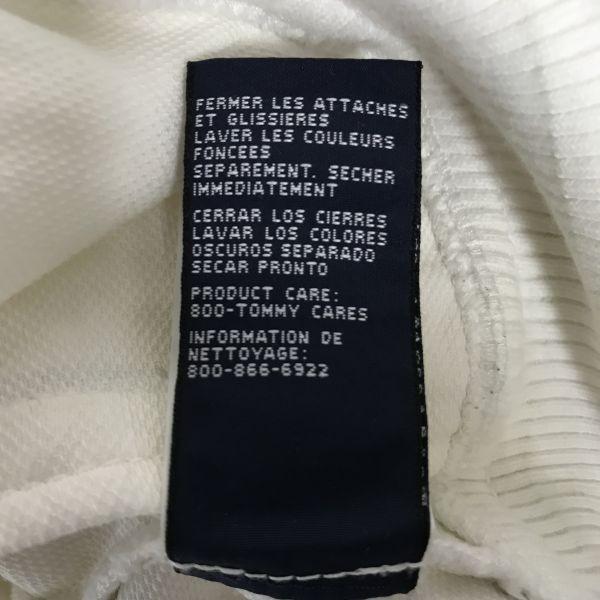 FERMER LES ATTACHES
ET GLISSIERES
LAVER LES COULEURS
FONCEES
SEPAREMENT. SECHER
IMMEDIATEMENT
CERRAR LOS CIERRES
LAVAR LOS COLORES
OSCUROS SEPARADO
SECAR PRONTO
PRODUCT CARE:
800-TOMMY CARES
INFORMATION DE
NETTOYAGE:
800-866-6922